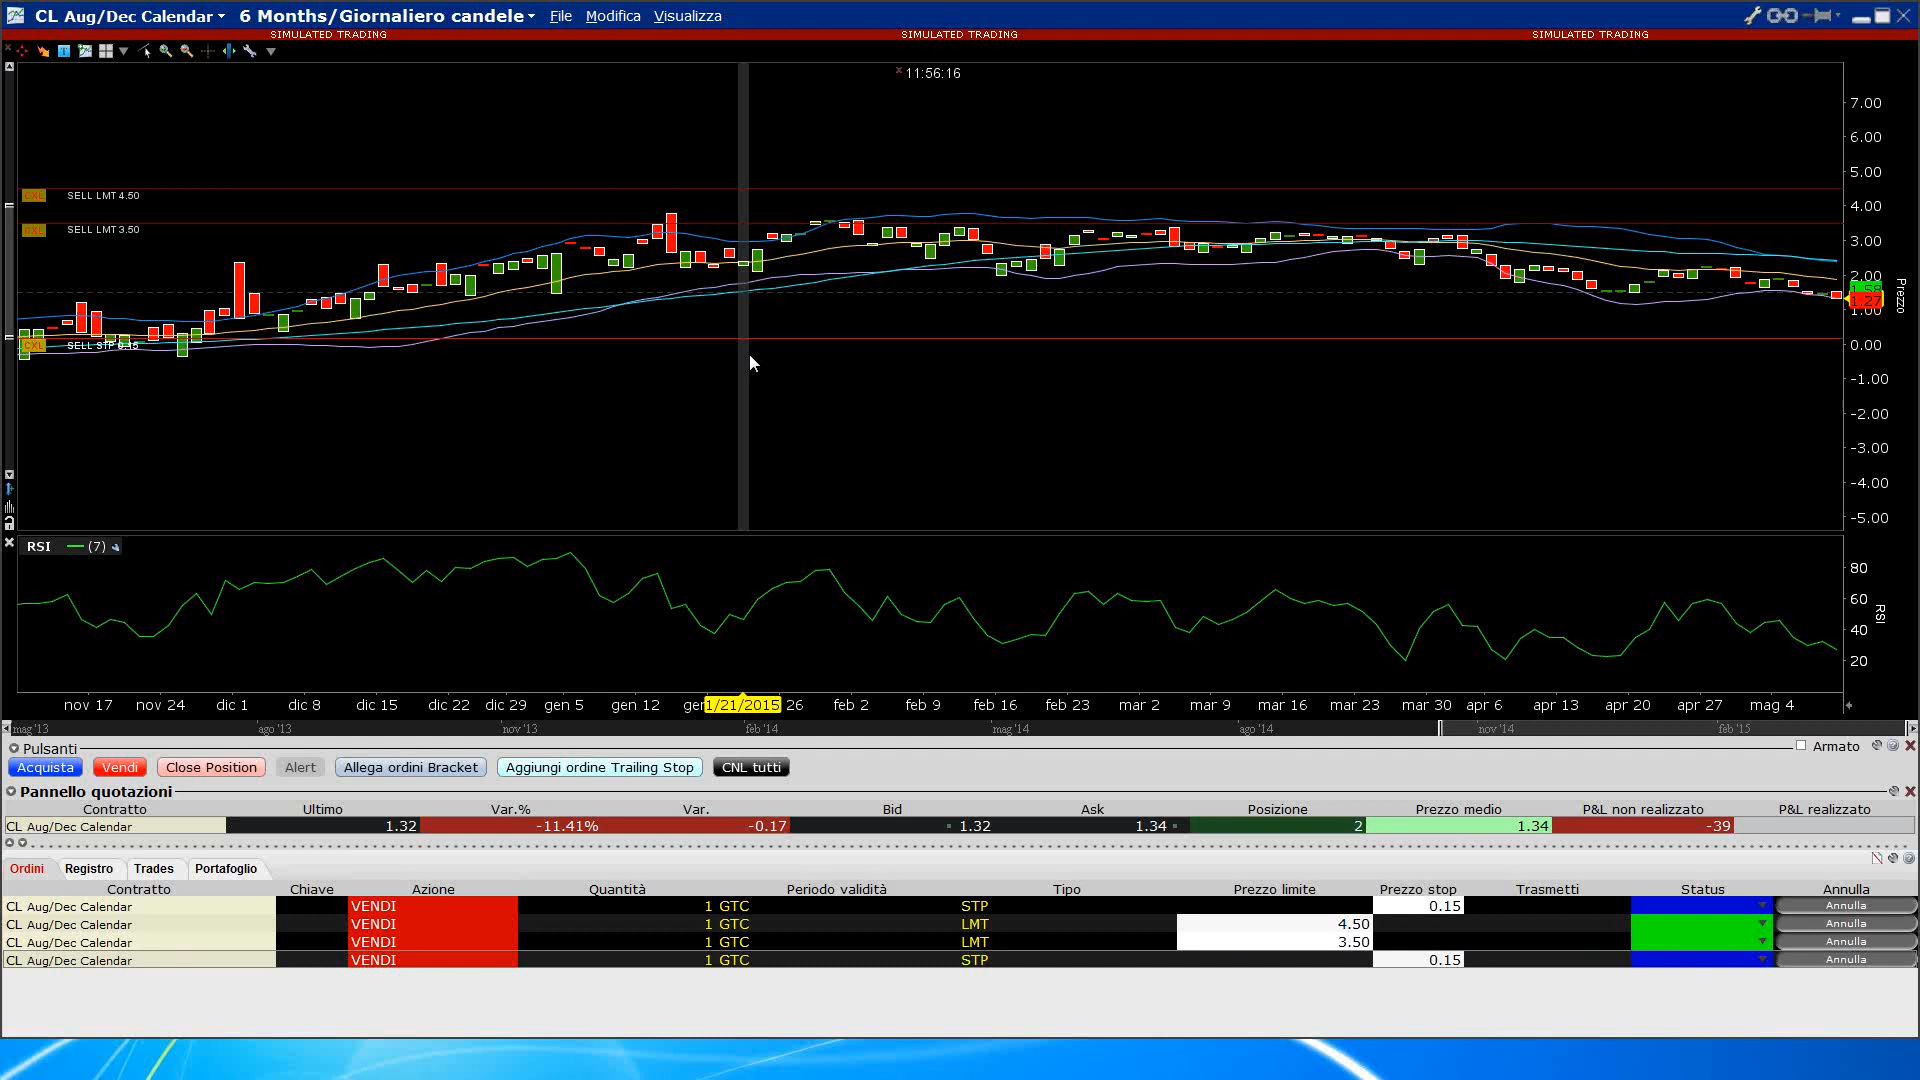 CL Aug/Dec Calendar 6 Months/Giornaliero candele File Modifica Visualizza
SIMULATED TRADING SIMULATED TRADING SIMULATED TRADING
11:56:16
7.00
6.00
5.00
CXL SELL LMT 4.50
4.00
CXL SELL LMT 3.50
3.00
2.00
1.58
1.27
1.00
Prezzo
CXL SELL STP 0.15
0.00
-1.00
-2.00
-3.00
-4.00
-5.00
RSI (7)
80
60
40
20
RSI
nov 17 nov 24 dic 1 dic 8 dic 15 dic 22 dic 29 gen 5 gen 12 gen 1/21/2015 26 feb 2 feb 9 feb 16 feb 23 mar 2 mar 9 mar 16 mar 23 mar 30 apr 6 apr 13 apr 20 apr 27 mag 4
mag '13 ago '13 nov '13 feb '14 mag '14 ago '14 nov '14 feb '15
Pulsanti Armato
Acquista Vendi Close Position Alert Allega ordini Bracket Aggiungi ordine Trailing Stop CNL tutti
Pannello quotazioni
Contratto Ultimo Var.% Var. Bid Ask Posizione Prezzo medio P&L non realizzato P&L realizzato
CL Aug/Dec Calendar 1.32 -11.41% -0.17 1.32 1.34 2 1.34 -39
Ordini Registro Trades Portafoglio
Contratto Chiave Azione Quantità Periodo validità Tipo Prezzo limite Prezzo stop Trasmetti Status Annulla
CL Aug/Dec Calendar VENDI 1 GTC STP 0.15 Annulla
CL Aug/Dec Calendar VENDI 1 GTC LMT 4.50 Annulla
CL Aug/Dec Calendar VENDI 1 GTC LMT 3.50 Annulla
CL Aug/Dec Calendar VENDI 1 GTC STP 0.15 Annulla